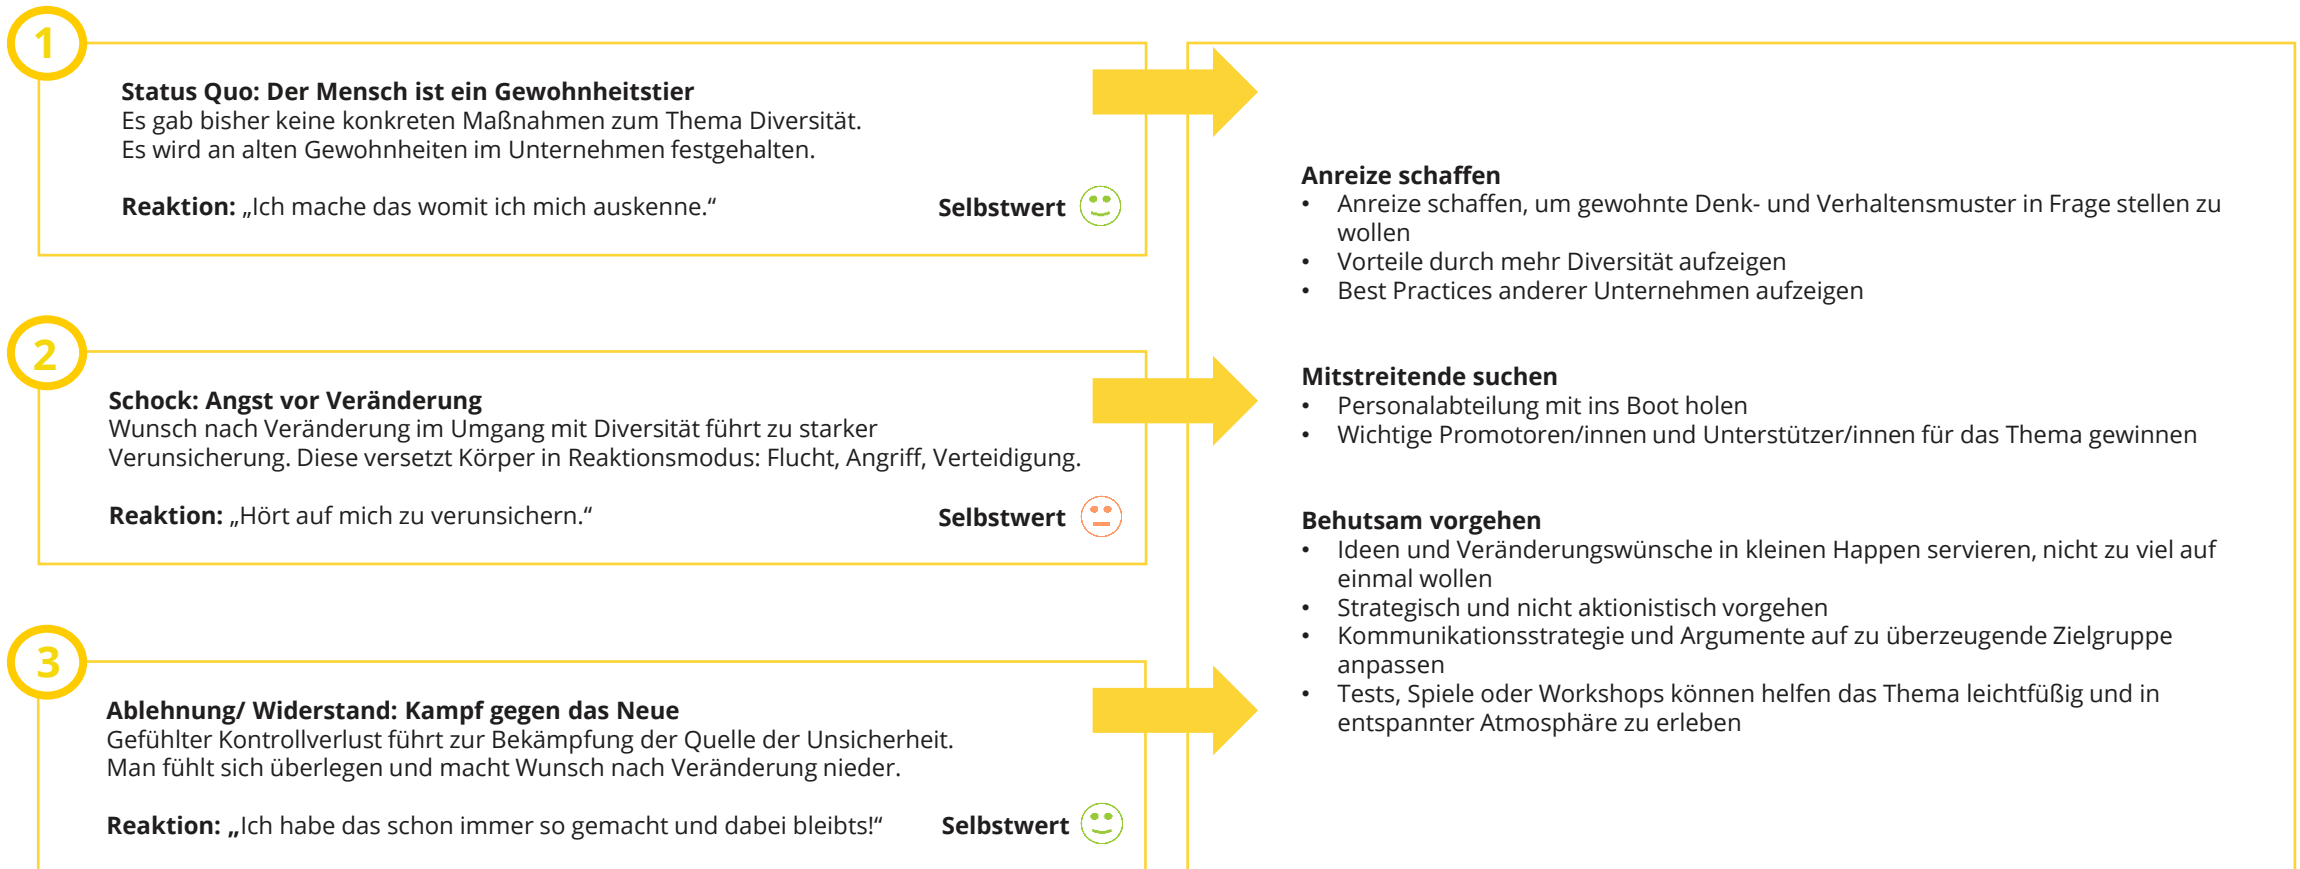 1
Status Quo: Der Mensch ist ein Gewohnheitstier
Es gab bisher keine konkreten Maßnahmen zum Thema Diversität.
Es wird an alten Gewohnheiten im Unternehmen festgehalten.
Reaktion: „Ich mache das womit ich mich auskenne.“
Selbstwert
2
Schock: Angst vor Veränderung
Wunsch nach Veränderung im Umgang mit Diversität führt zu starker
Verunsicherung. Diese versetzt Körper in Reaktionsmodus: Flucht, Angriff, Verteidigung.
Reaktion: „Hört auf mich zu verunsichern.“
Selbstwert
3
Ablehnung/ Widerstand: Kampf gegen das Neue
Gefühlter Kontrollverlust führt zur Bekämpfung der Quelle der Unsicherheit.
Man fühlt sich überlegen und macht Wunsch nach Veränderung nieder.
Reaktion: „Ich habe das schon immer so gemacht und dabei bleibts!“
Selbstwert
Anreize schaffen
• Anreize schaffen, um gewohnte Denk- und Verhaltensmuster in Frage stellen zu
wollen
• Vorteile durch mehr Diversität aufzeigen
• Best Practices anderer Unternehmen aufzeigen
Mitstreitende suchen
• Personalabteilung mit ins Boot holen
• Wichtige Promotoren/innen und Unterstützer/innen für das Thema gewinnen
Behutsam vorgehen
• Ideen und Veränderungswünsche in kleinen Happen servieren, nicht zu viel auf
einmal wollen
• Strategisch und nicht aktionistisch vorgehen
• Kommunikationsstrategie und Argumente auf zu überzeugende Zielgruppe
anpassen
• Tests, Spiele oder Workshops können helfen das Thema leichtfüßig und in
entspannter Atmosphäre zu erleben